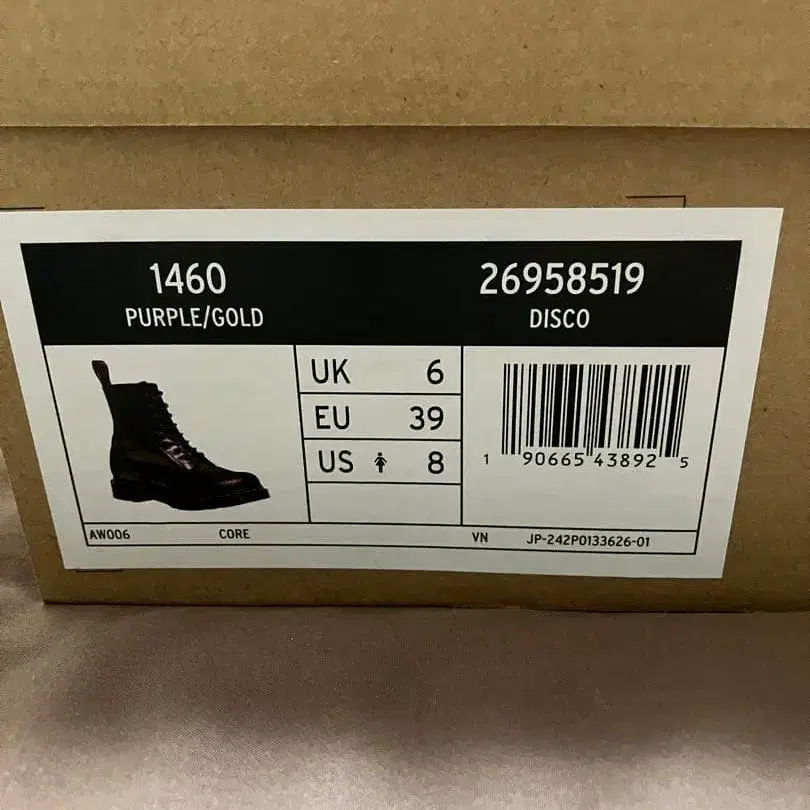 1460
PURPLE/GOLD
26958519
DISCO
UK 6
EU 39
US 8
1 90665 43892 5
AW006 CORE VN JP-242P0133626-01